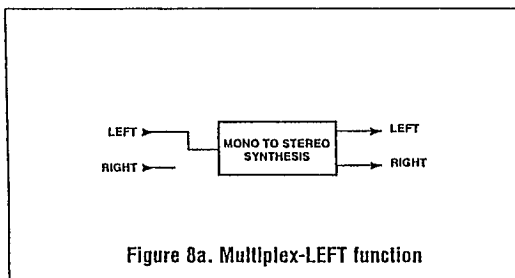 LEFT
RIGHT
MONO TO STEREO
SYNTHESIS
LEFT
RIGHT
Figure 8a. Multiplex-LEFT function